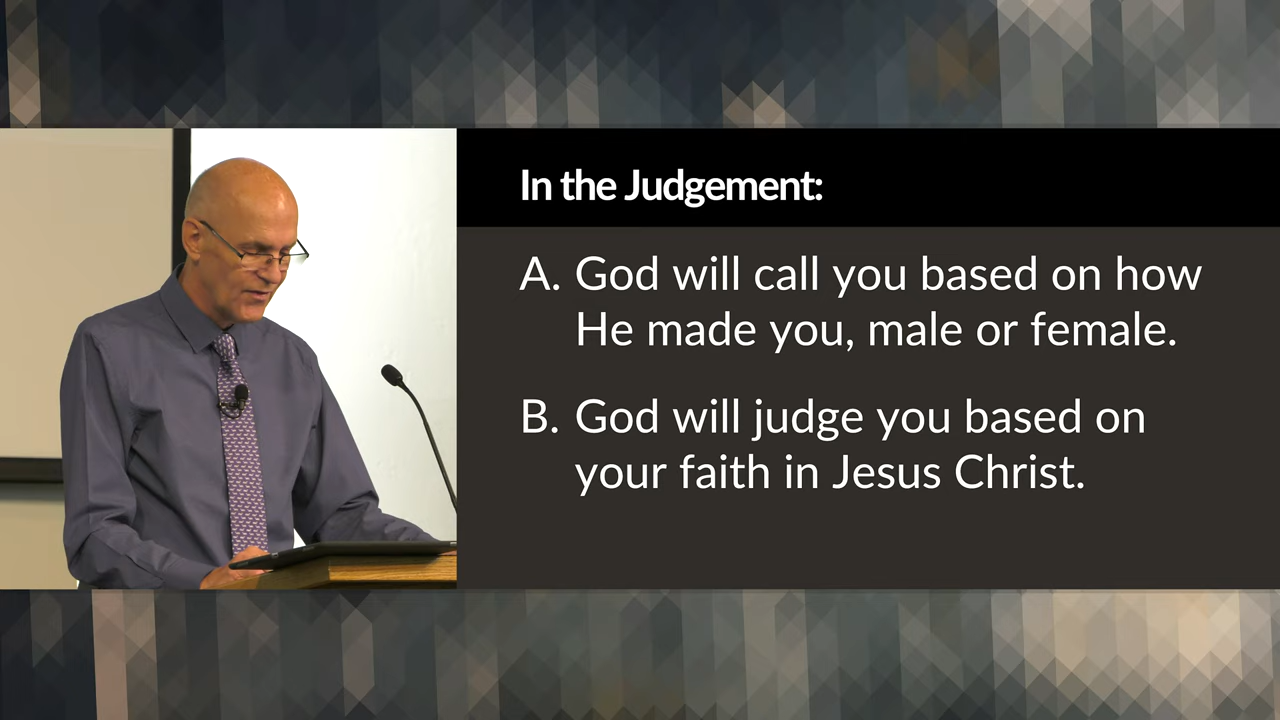 In the Judgement:
A. God will call you based on how
He made you, male or female.
B. God will judge you based on
your faith in Jesus Christ.